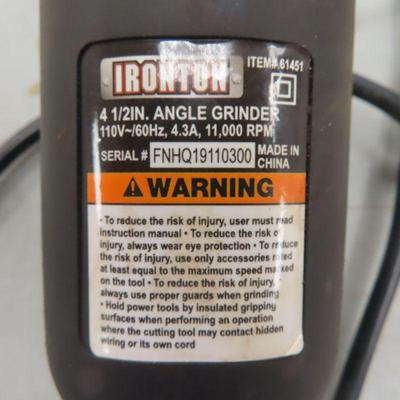 IRONTON
ITEM# 61451
4 1/2IN. ANGLE GRINDER
110V~/60Hz, 4.3A, 11,000 RPM
SERIAL # FNHQ19110300 MADE IN CHINA
WARNING
• To reduce the risk of injury, user must read
instruction manual • To reduce the risk of
injury, always wear eye protection • To reduce
the risk of injury, use only accessories rated
at least equal to the maximum speed marked
on the tool • To reduce the risk of injury,
always use proper guards when grinding
• Hold power tools by insulated gripping
surfaces when performing an operation
where the cutting tool may contact hidden
wiring or its own cord